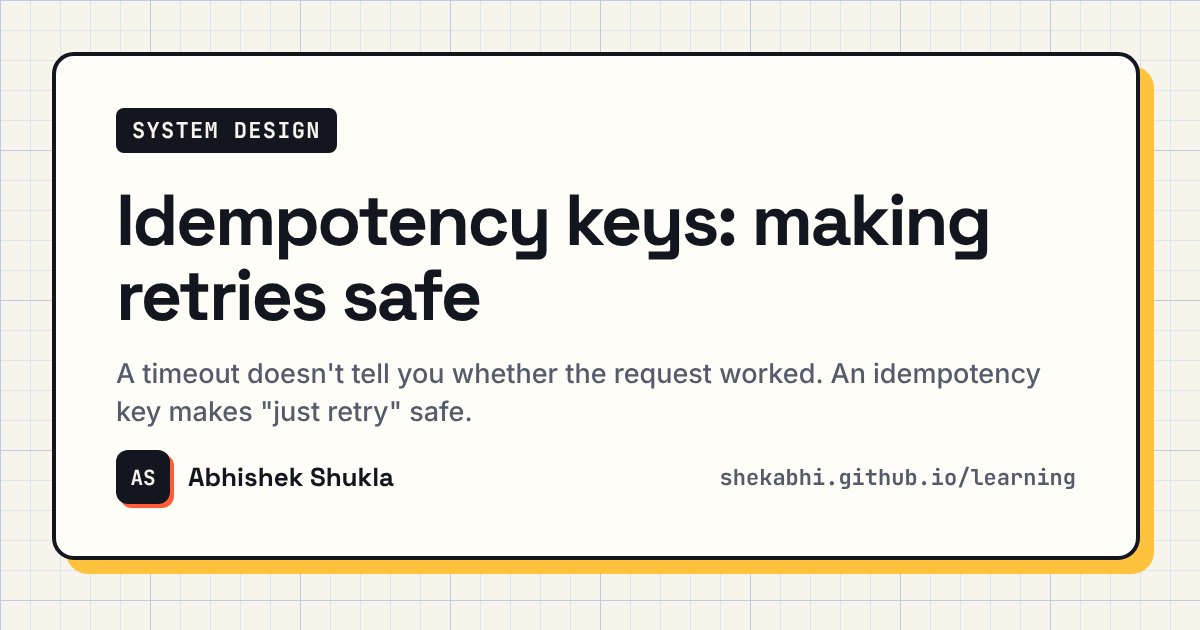 SYSTEM DESIGN
Idempotency keys: making
retries safe
A timeout doesn't tell you whether the request worked. An idempotency
key makes "just retry" safe.
AS
Abhishek Shukla
shekabhi.github.io/learning